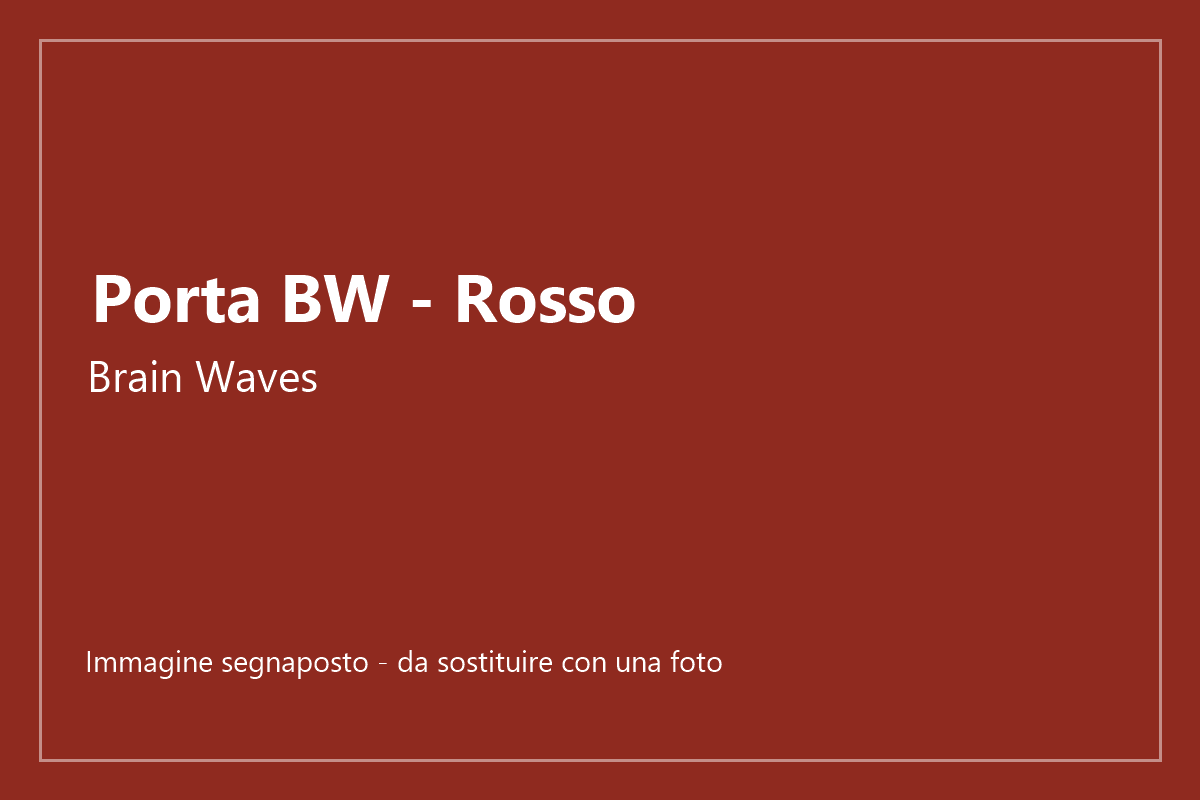 Porta BW - Rosso
Brain Waves
Immagine segnaposto - da sostituire con una foto